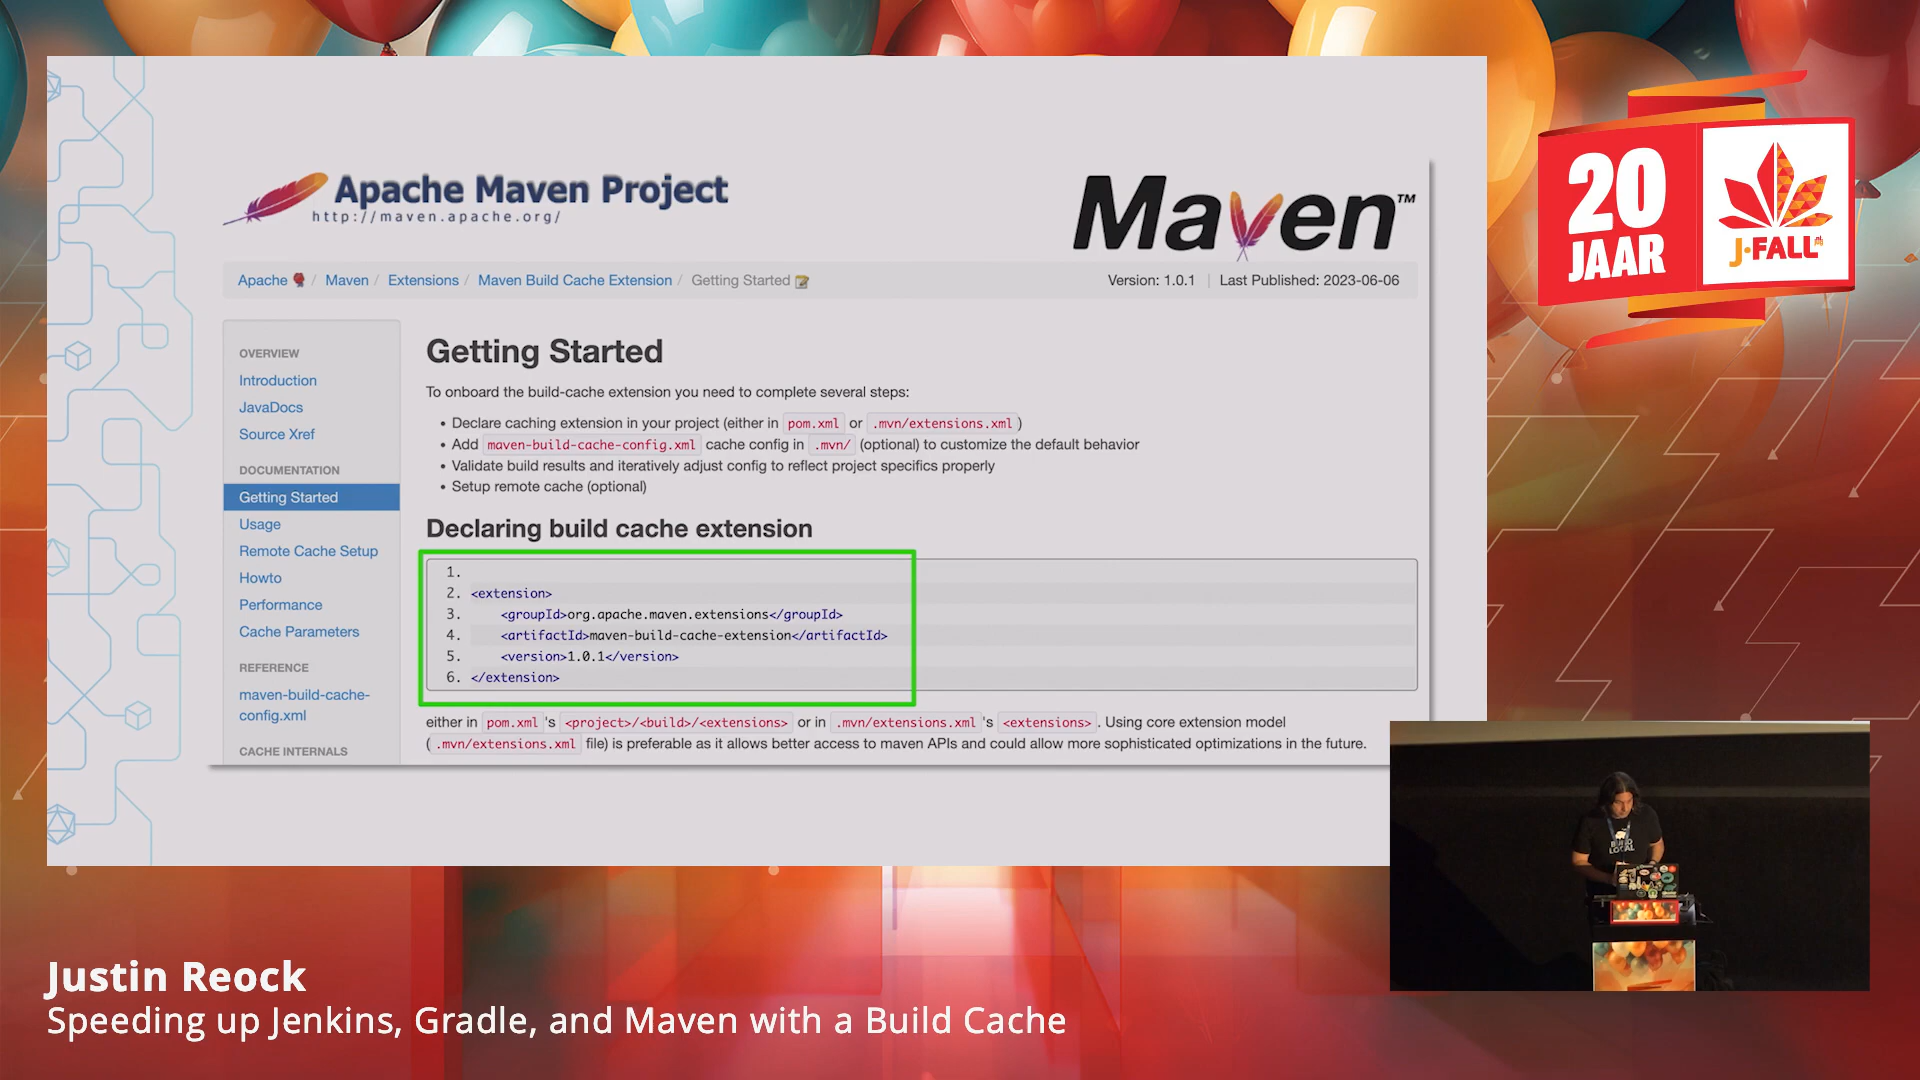 Apache Maven Project
http://maven.apache.org/
Maven™
Apache / Maven / Extensions / Maven Build Cache Extension / Getting Started
Version: 1.0.1 | Last Published: 2023-06-06
OVERVIEW
Introduction
JavaDocs
Source Xref
DOCUMENTATION
Getting Started
Usage
Remote Cache Setup
Howto
Performance
Cache Parameters
REFERENCE
maven-build-cache-
config.xml
CACHE INTERNALS
Getting Started
To onboard the build-cache extension you need to complete several steps:
• Declare caching extension in your project (either in pom.xml or .mvn/extensions.xml )
• Add maven-build-cache-config.xml cache config in .mvn/ (optional) to customize the default behavior
• Validate build results and iteratively adjust config to reflect project specifics properly
• Setup remote cache (optional)
Declaring build cache extension
1.
2. <extension>
3. <groupId>org.apache.maven.extensions</groupId>
4. <artifactId>maven-build-cache-extension</artifactId>
5. <version>1.0.1</version>
6. </extension>
either in pom.xml 's <project>/<build>/<extensions> or in .mvn/extensions.xml 's <extensions> . Using core extension model
( .mvn/extensions.xml file) is preferable as it allows better access to maven APIs and could allow more sophisticated optimizations in the future.
20
JAAR
J-FALL
BUILD
LOCAL
Justin Reock
Speeding up Jenkins, Gradle, and Maven with a Build Cache